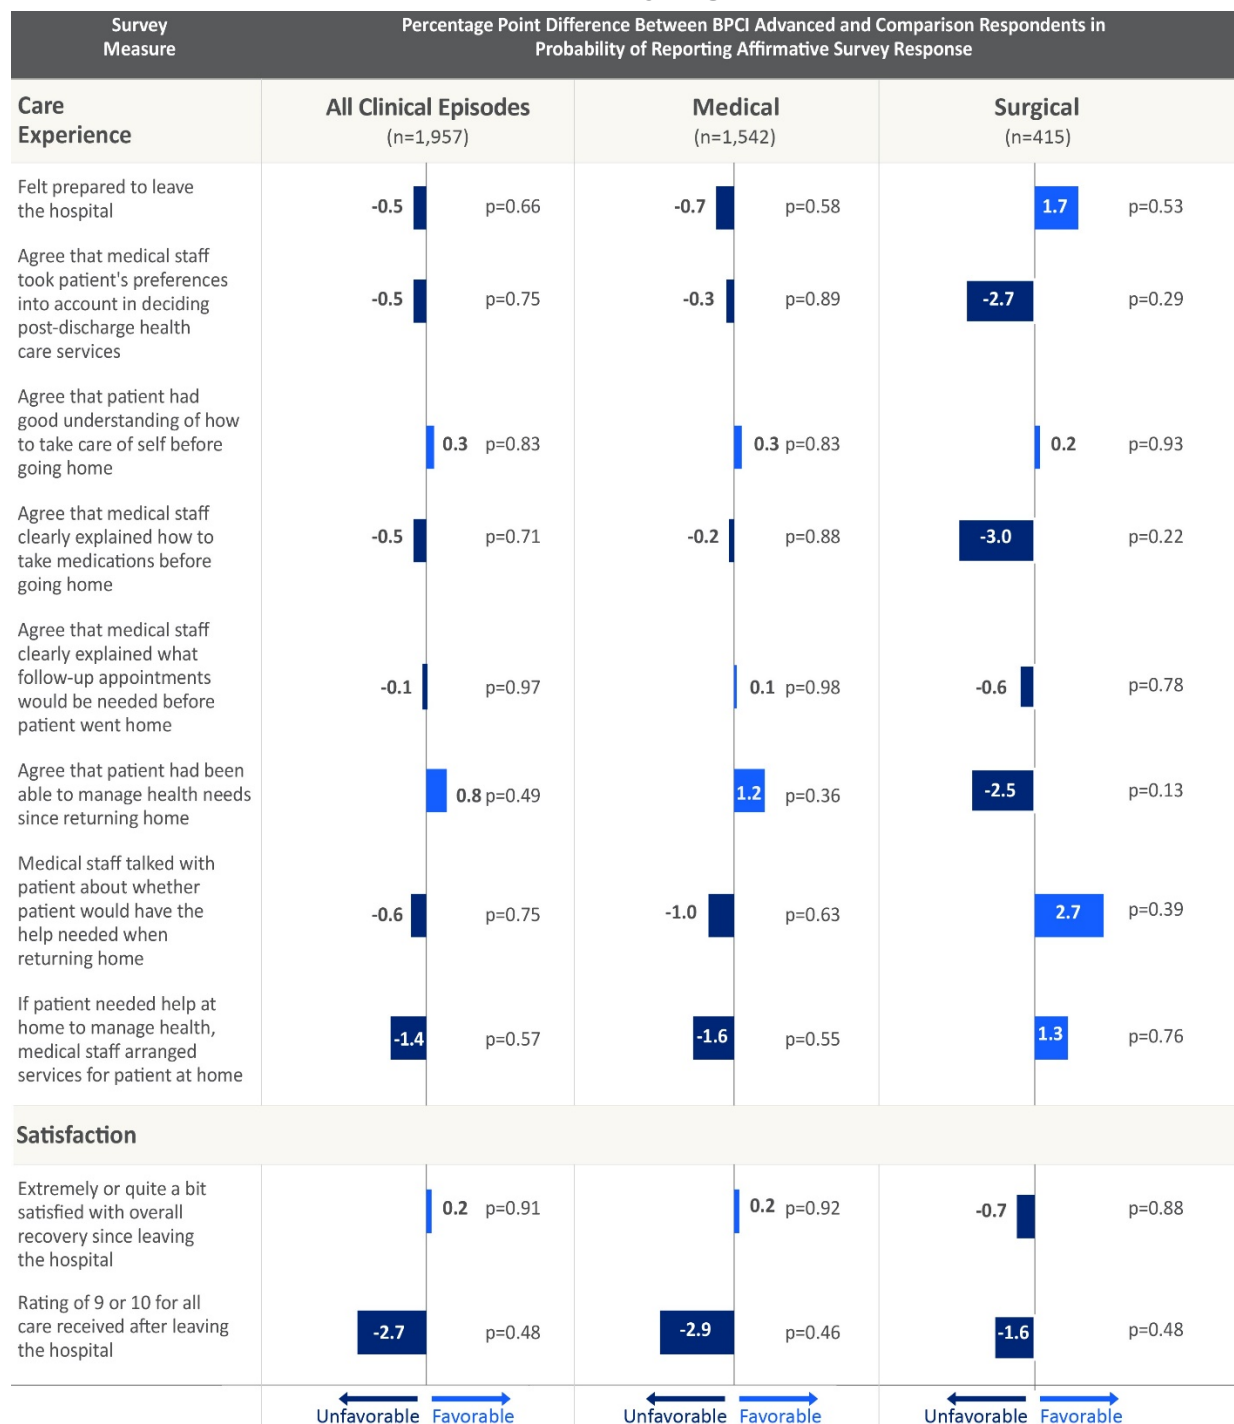 Survey
Measure
Percentage Point Difference Between BPCI Advanced and Comparison Respondents in
Probability of Reporting Affirmative Survey Response
Care
Experience
All Clinical Episodes
(n=1,957)
Medical
(n=1,542)
Surgical
(n=415)
Felt prepared to leave
the hospital
-0.5 p=0.66 -0.7 p=0.58 1.7 p=0.53
Agree that medical staff
took patient's preferences
into account in deciding
post-discharge health
care services
-0.5 p=0.75 -0.3 p=0.89 -2.7 p=0.29
Agree that patient had
good understanding of how
to take care of self before
going home
0.3 p=0.83 0.3 p=0.83 0.2 p=0.93
Agree that medical staff
clearly explained how to
take medications before
going home
-0.5 p=0.71 -0.2 p=0.88 -3.0 p=0.22
Agree that medical staff
clearly explained what
follow-up appointments
would be needed before
patient went home
-0.1 p=0.97 0.1 p=0.98 -0.6 p=0.78
Agree that patient had been
able to manage health needs
since returning home
0.8 p=0.49 1.2 p=0.36 -2.5 p=0.13
Medical staff talked with
patient about whether
patient would have the
help needed when
returning home
-0.6 p=0.75 -1.0 p=0.63 2.7 p=0.39
If patient needed help at
home to manage health,
medical staff arranged
services for patient at home
-1.4 p=0.57 -1.6 p=0.55 1.3 p=0.76
Satisfaction
Extremely or quite a bit
satisfied with overall
recovery since leaving
the hospital
0.2 p=0.91 0.2 p=0.92 -0.7 p=0.88
Rating of 9 or 10 for all
care received after leaving
the hospital
-2.7 p=0.48 -2.9 p=0.46 -1.6 p=0.48
Unfavorable Favorable Unfavorable Favorable Unfavorable Favorable